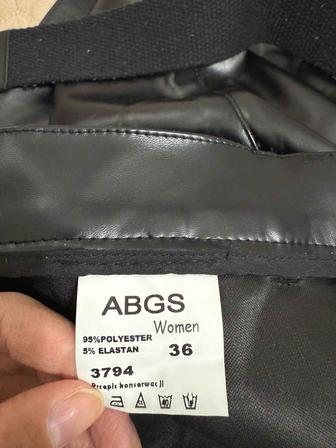 ABGS
Women
95%POLYESTER
5% ELASTAN 36
3794
Przepis konserwacji